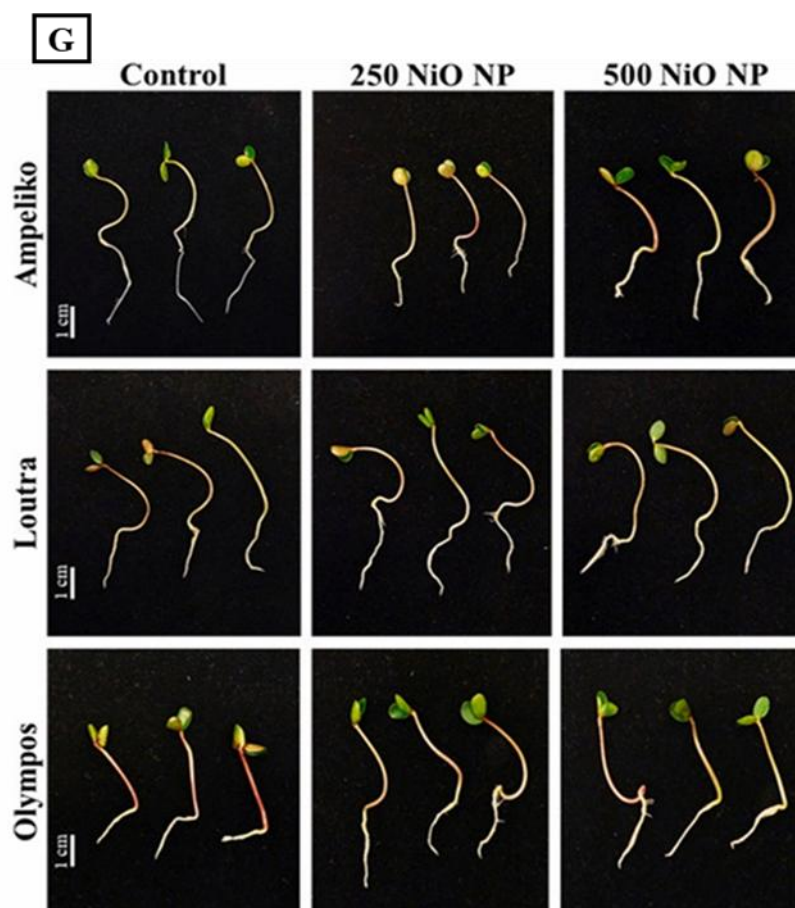 G
Control 250 NiO NP 500 NiO NP
Ampeliko
1 cm
Loutra
1 cm
Olympos
1 cm